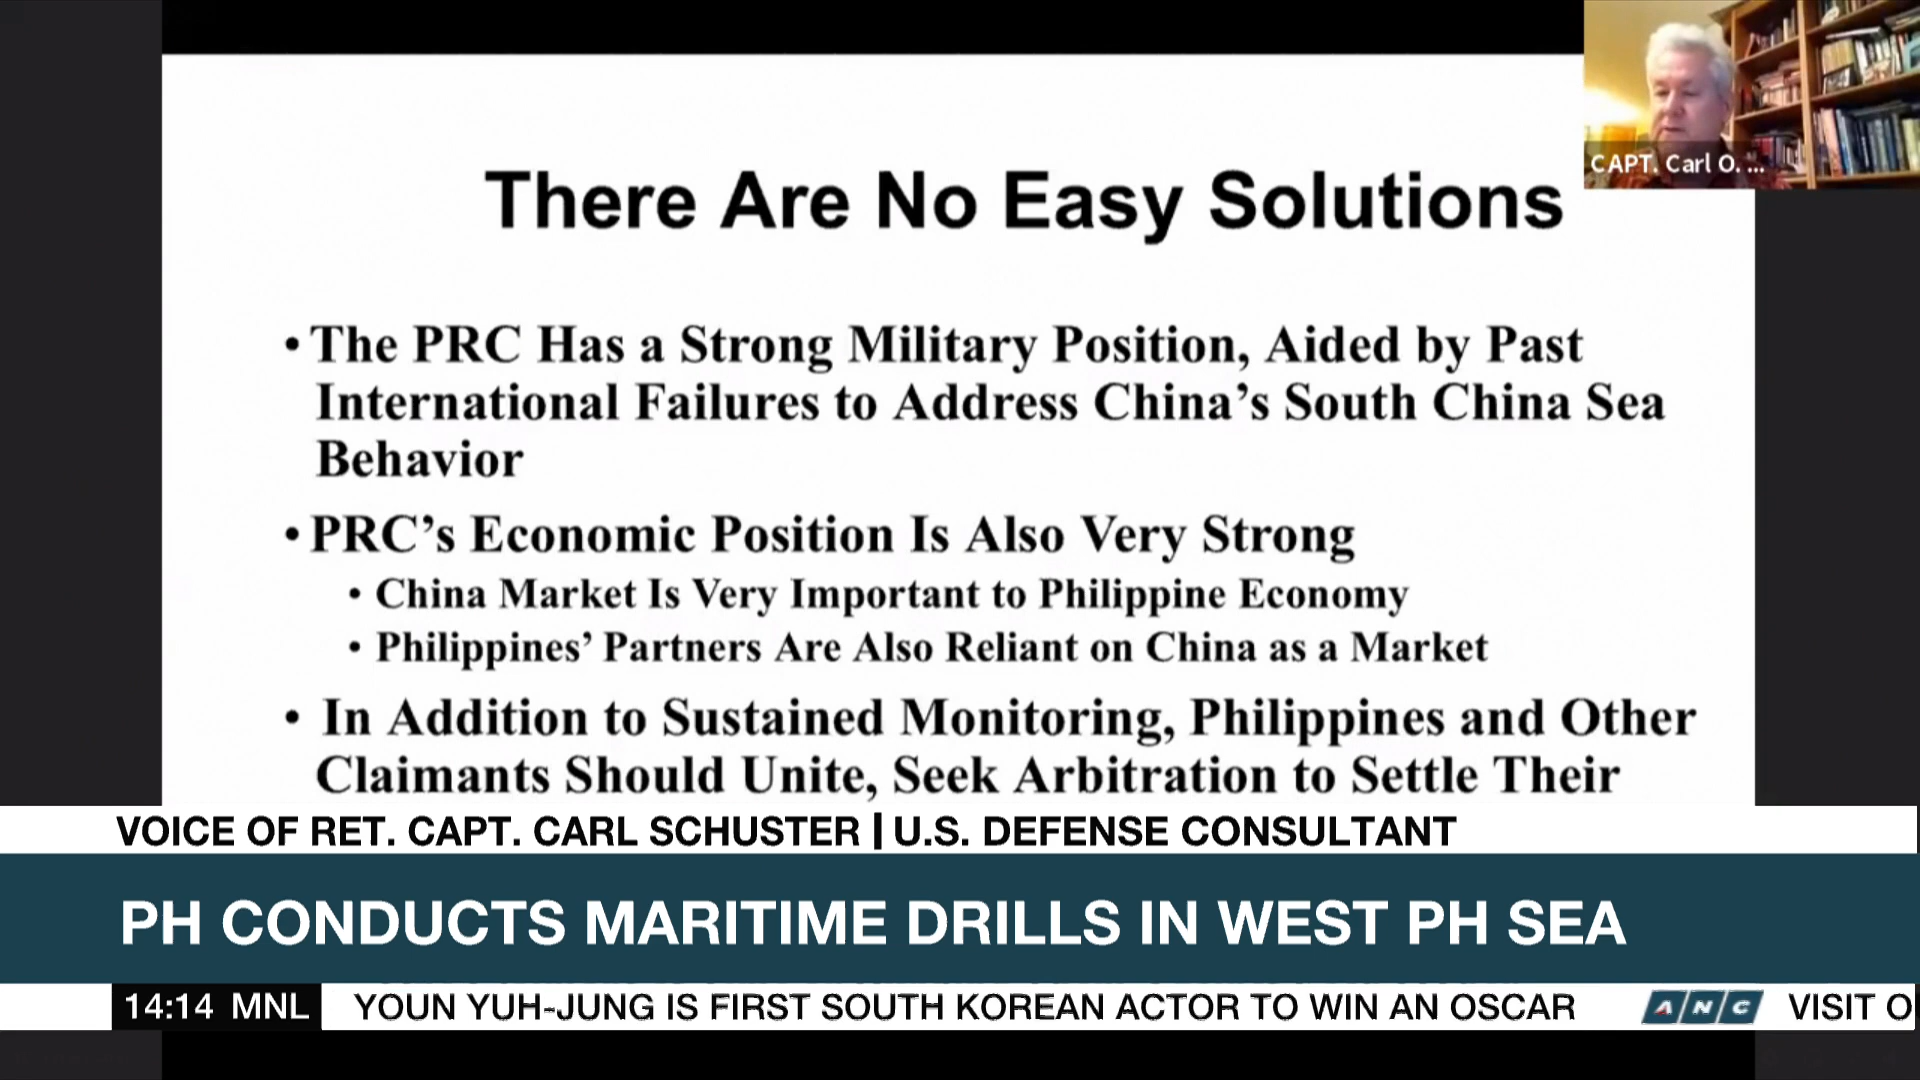 There Are No Easy Solutions
CAPT. Carl O. ...
• The PRC Has a Strong Military Position, Aided by Past
International Failures to Address China's South China Sea
Behavior
• PRC's Economic Position Is Also Very Strong
• China Market Is Very Important to Philippine Economy
• Philippines' Partners Are Also Reliant on China as a Market
• In Addition to Sustained Monitoring, Philippines and Other
Claimants Should Unite, Seek Arbitration to Settle Their
VOICE OF RET. CAPT. CARL SCHUSTER | U.S. DEFENSE CONSULTANT
PH CONDUCTS MARITIME DRILLS IN WEST PH SEA
14:14 MNL YOUN YUH-JUNG IS FIRST SOUTH KOREAN ACTOR TO WIN AN OSCAR ANC VISIT O